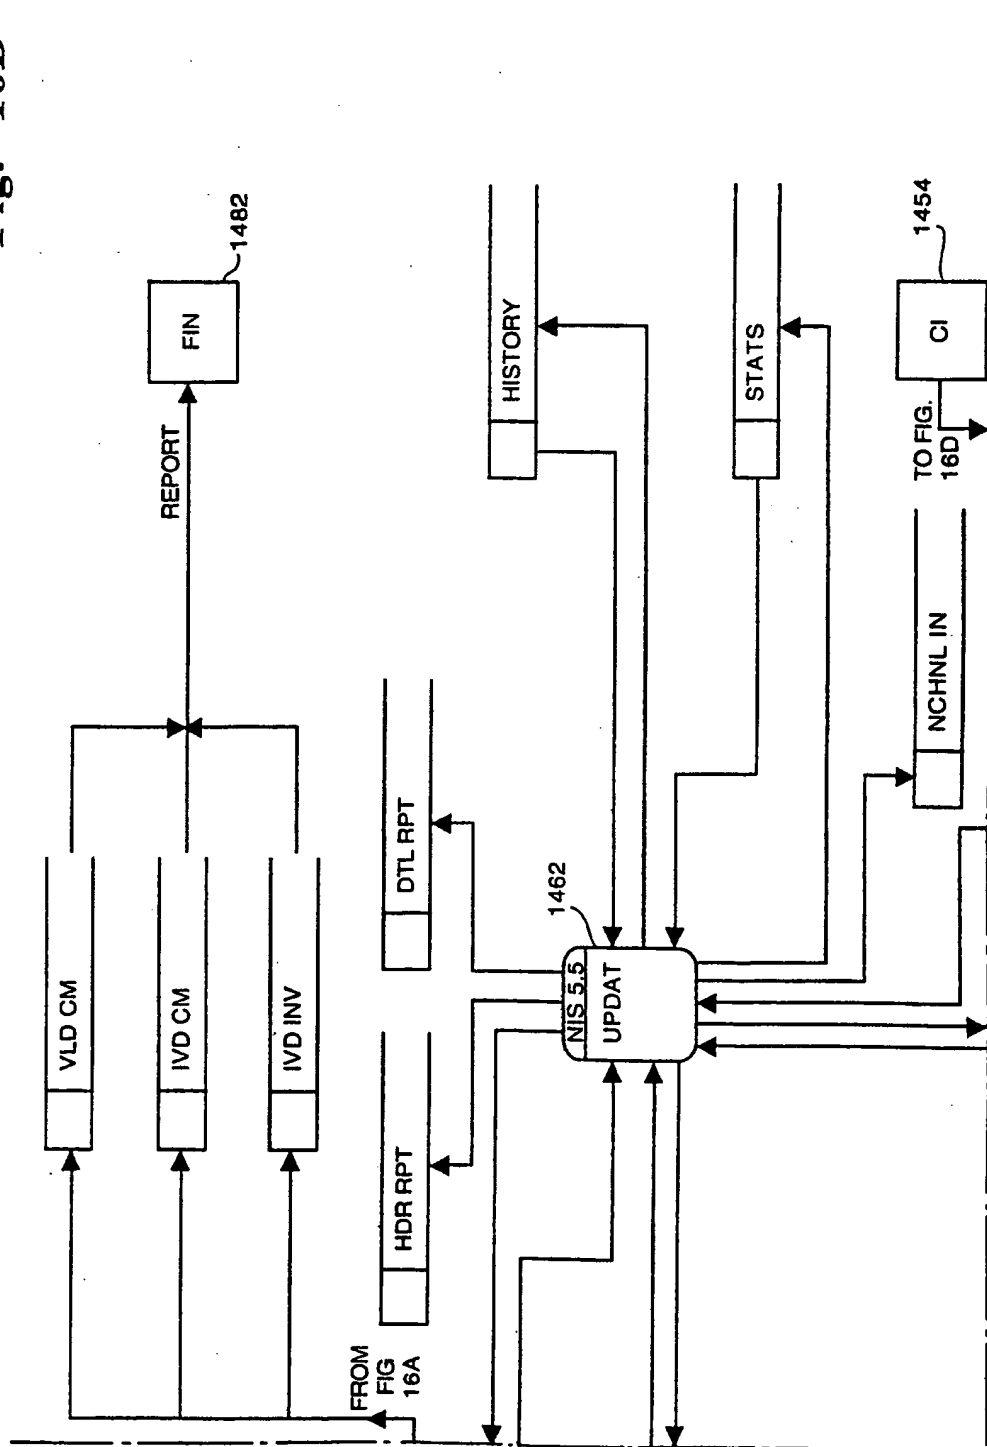 1482
FIN
REPORT
VLD CM
IVD CM
IVD INV
FROM
FIG
16A
HDR RPT
DTL RPT
HISTORY
STATS
1462
NIS 5.5
UPDAT
NCHNL IN
TO FIG.
16D
CI
1454